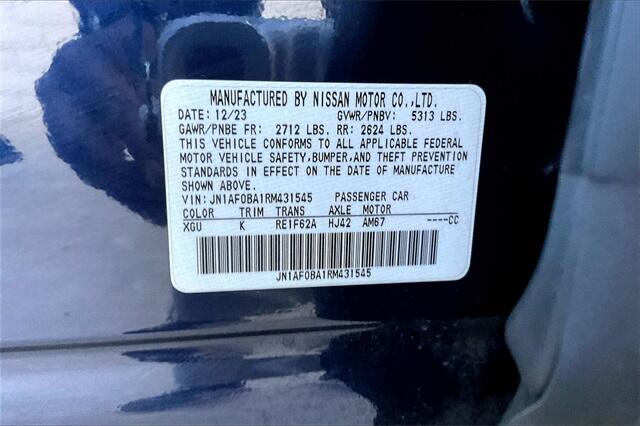 MANUFACTURED BY NISSAN MOTOR CO.,LTD.
DATE: 12/23 GVWR/PNBV: 5313 LBS.
GAWR/PNBE FR: 2712 LBS. RR: 2624 LBS.
THIS VEHICLE CONFORMS TO ALL APPLICABLE FEDERAL
MOTOR VEHICLE SAFETY,BUMPER,AND THEFT PREVENTION
STANDARDS IN EFFECT ON THE DATE OF MANUFACTURE
SHOWN ABOVE.
VIN: JN1AF0BA1RM431545 PASSENGER CAR
COLOR TRIM TRANS AXLE MOTOR
XGU K RE1F62A HJ42 AM67 ----CC
JN1AF0BA1RM431545